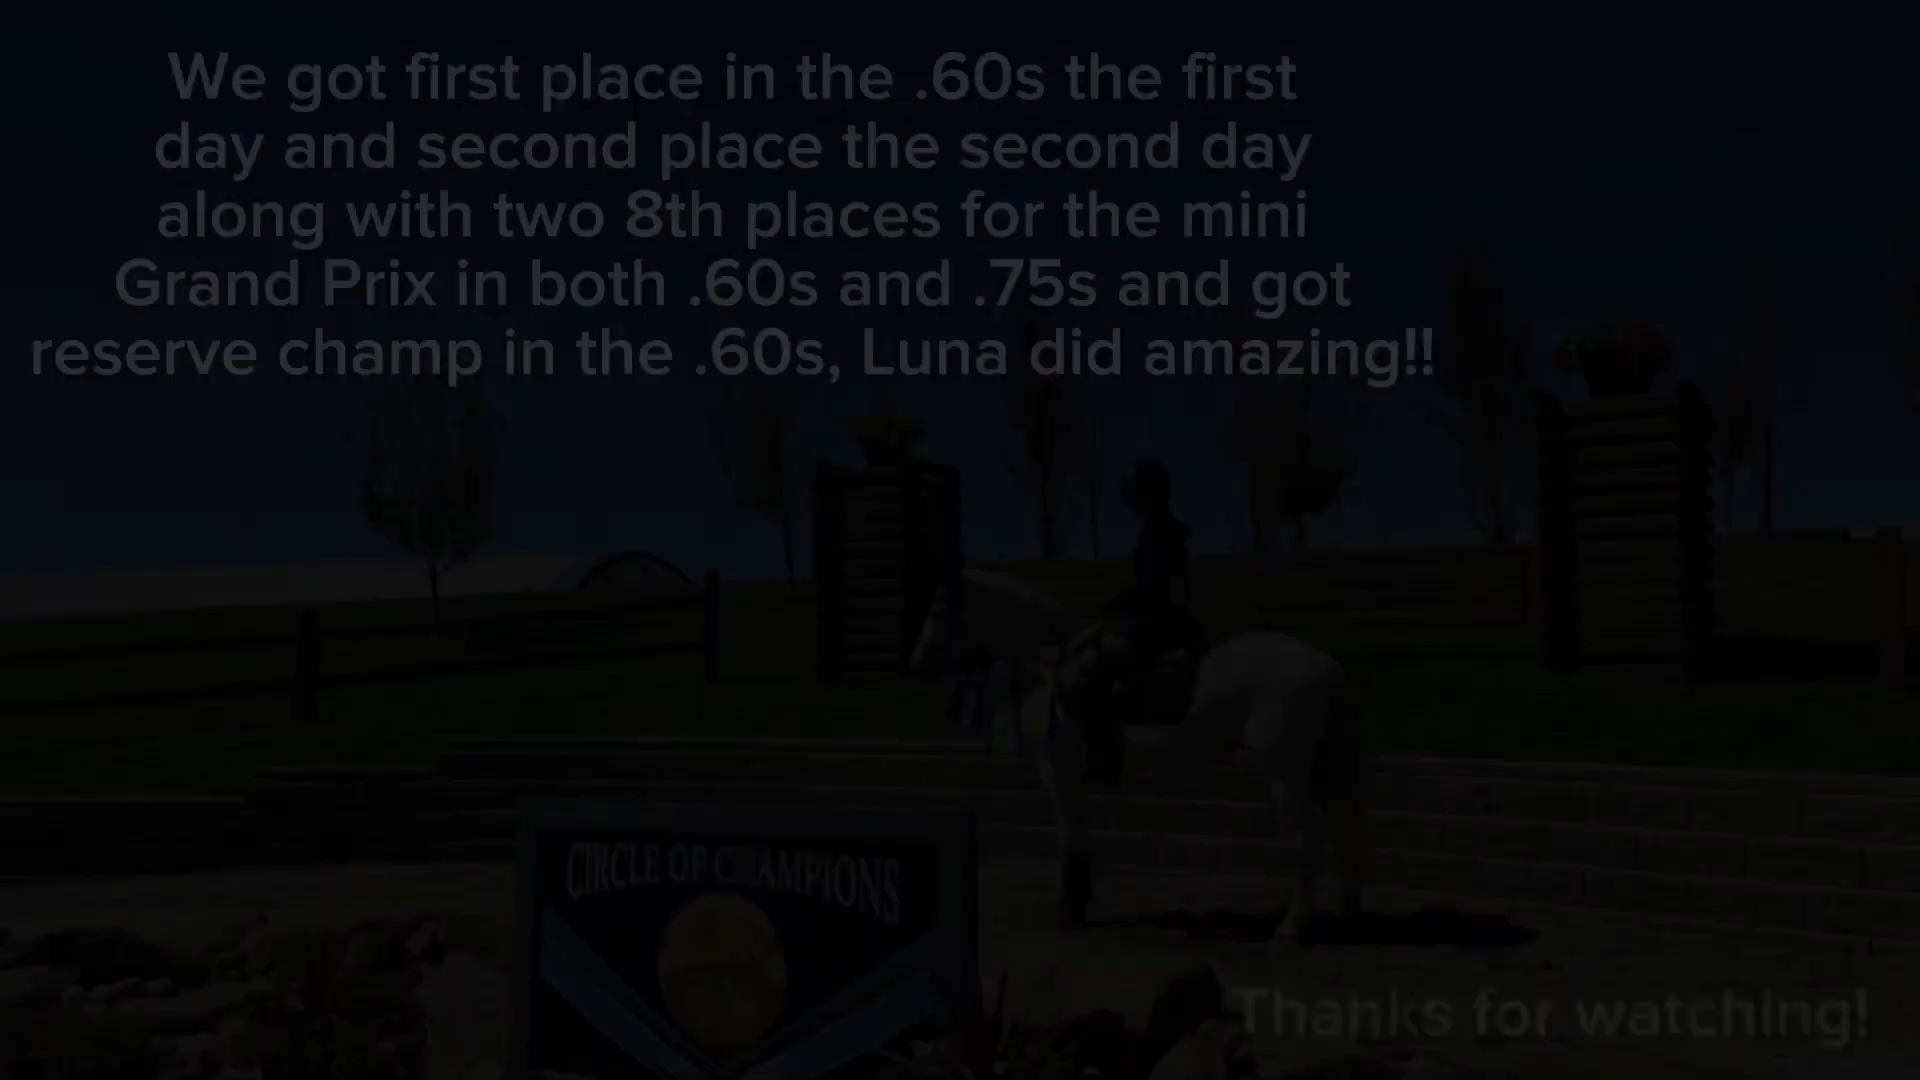 We got first place in the .60s the first
day and second place the second day
along with two 8th places for the mini
Grand Prix in both .60s and .75s and got
reserve champ in the .60s, Luna did amazing!!
CIRCLE OF CHAMPIONS
Thanks for watching!